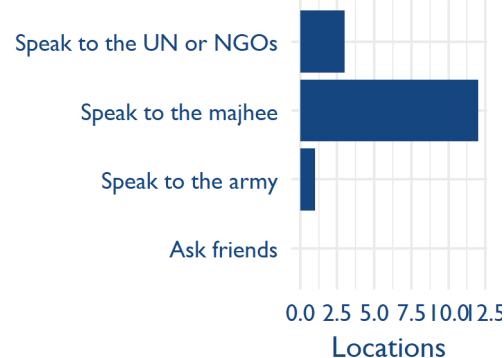 Speak to the UN or NGOs
Speak to the majhee
Speak to the army
Ask friends
0.0 2.5 5.0 7.5 10.0 12.5
Locations